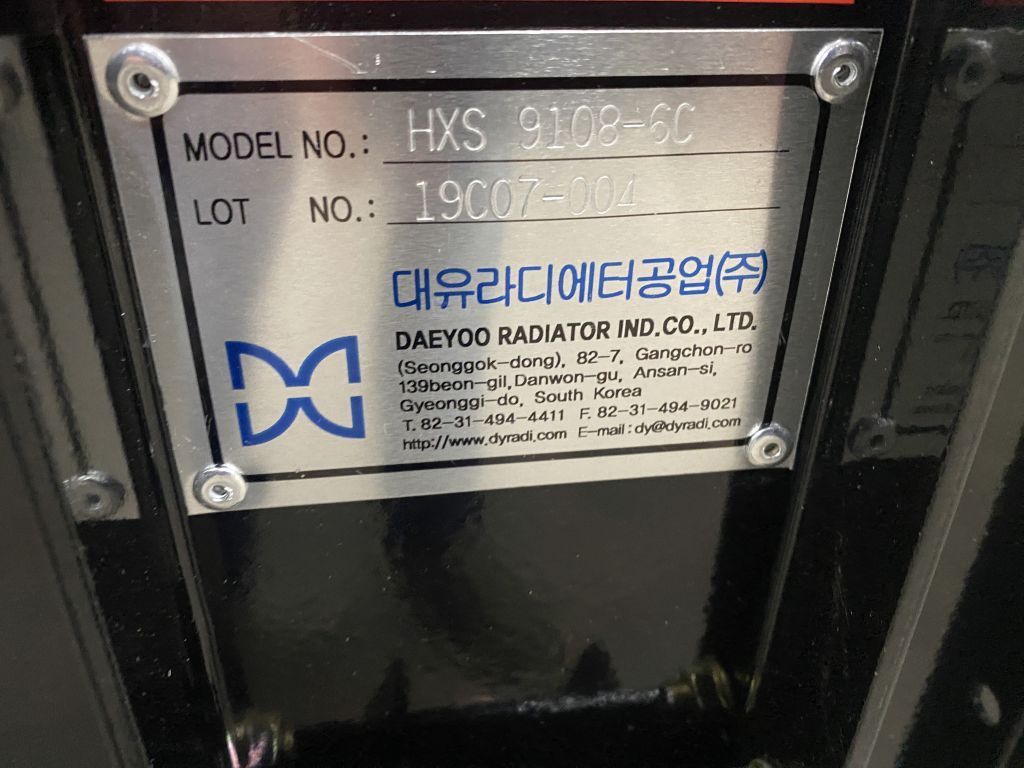 MODEL NO.: HXS 9108-6C
LOT NO.: 19C07-004
대유라디에터공업(주)
DAEYOO RADIATOR IND.CO., LTD.
(Seonggok-dong), 82-7, Gangchon-ro
139beon-gil, Danwon-gu, Ansan-si,
Gyeonggi-do, South Korea
T. 82-31-494-4411 F. 82-31-494-9021
http://www.dyradi.com E-mail : dy@dyradi.com